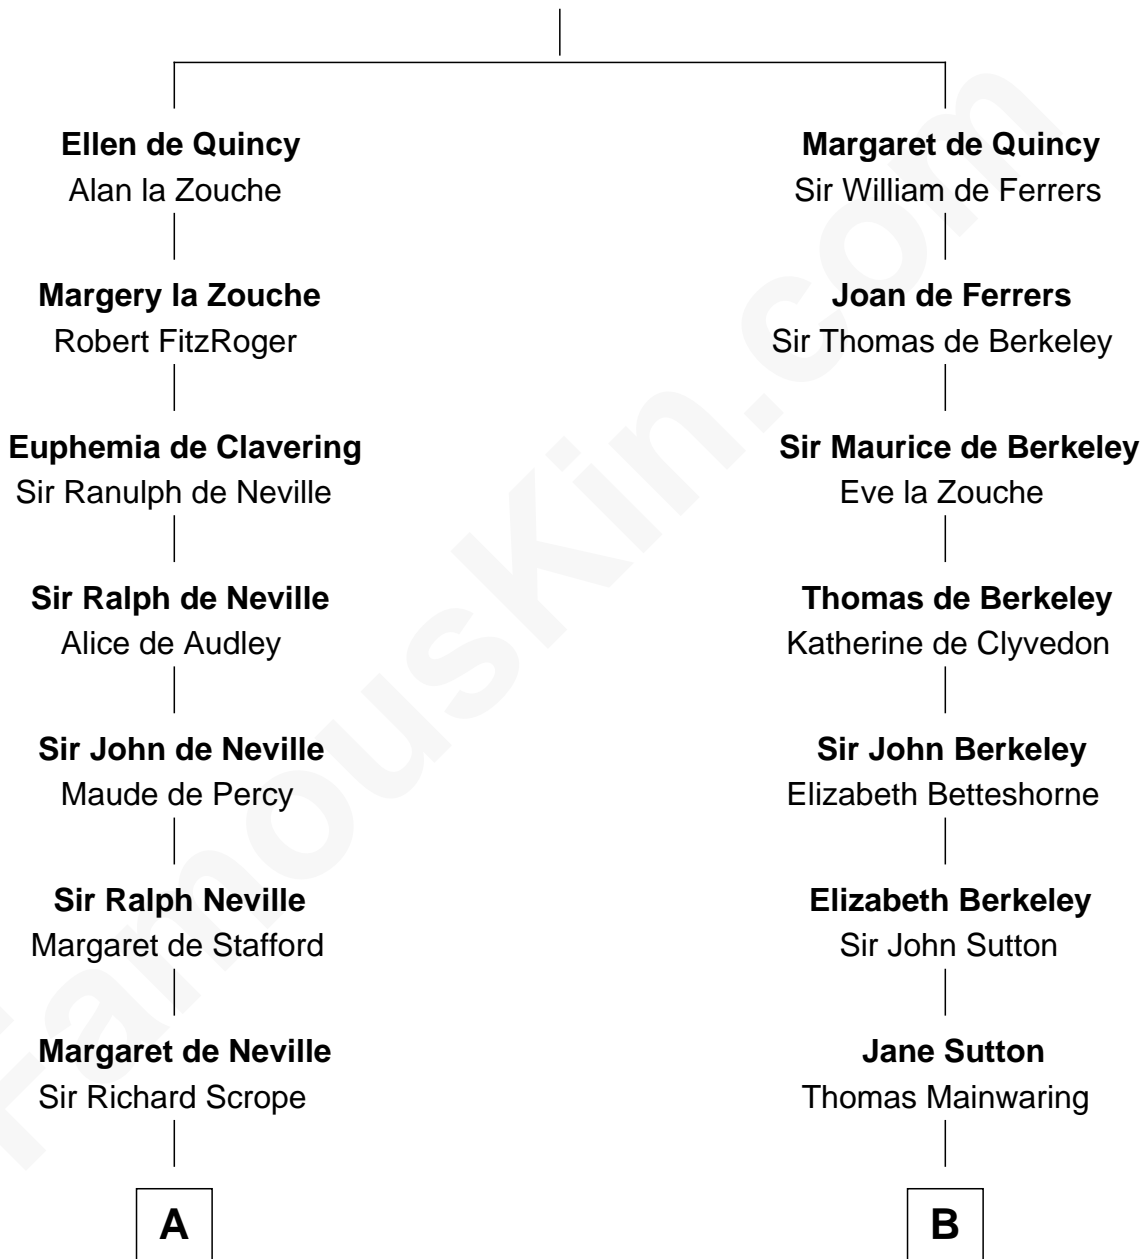 Ellen de Quincy
Alan la Zouche
Margery la Zouche
Robert FitzRoger
Euphemia de Clavering
Sir Ranulph de Neville
Sir Ralph de Neville
Alice de Audley
Sir John de Neville
Maude de Percy
Sir Ralph Neville
Margaret de Stafford
Margaret de Neville
Sir Richard Scrope
A
Margaret de Quincy
Sir William de Ferrers
Joan de Ferrers
Sir Thomas de Berkeley
Sir Maurice de Berkeley
Eve la Zouche
Thomas de Berkeley
Katherine de Clyvedon
Sir John Berkeley
Elizabeth Betteshorne
Elizabeth Berkeley
Sir John Sutton
Jane Sutton
Thomas Mainwaring
B
FamousKin.com